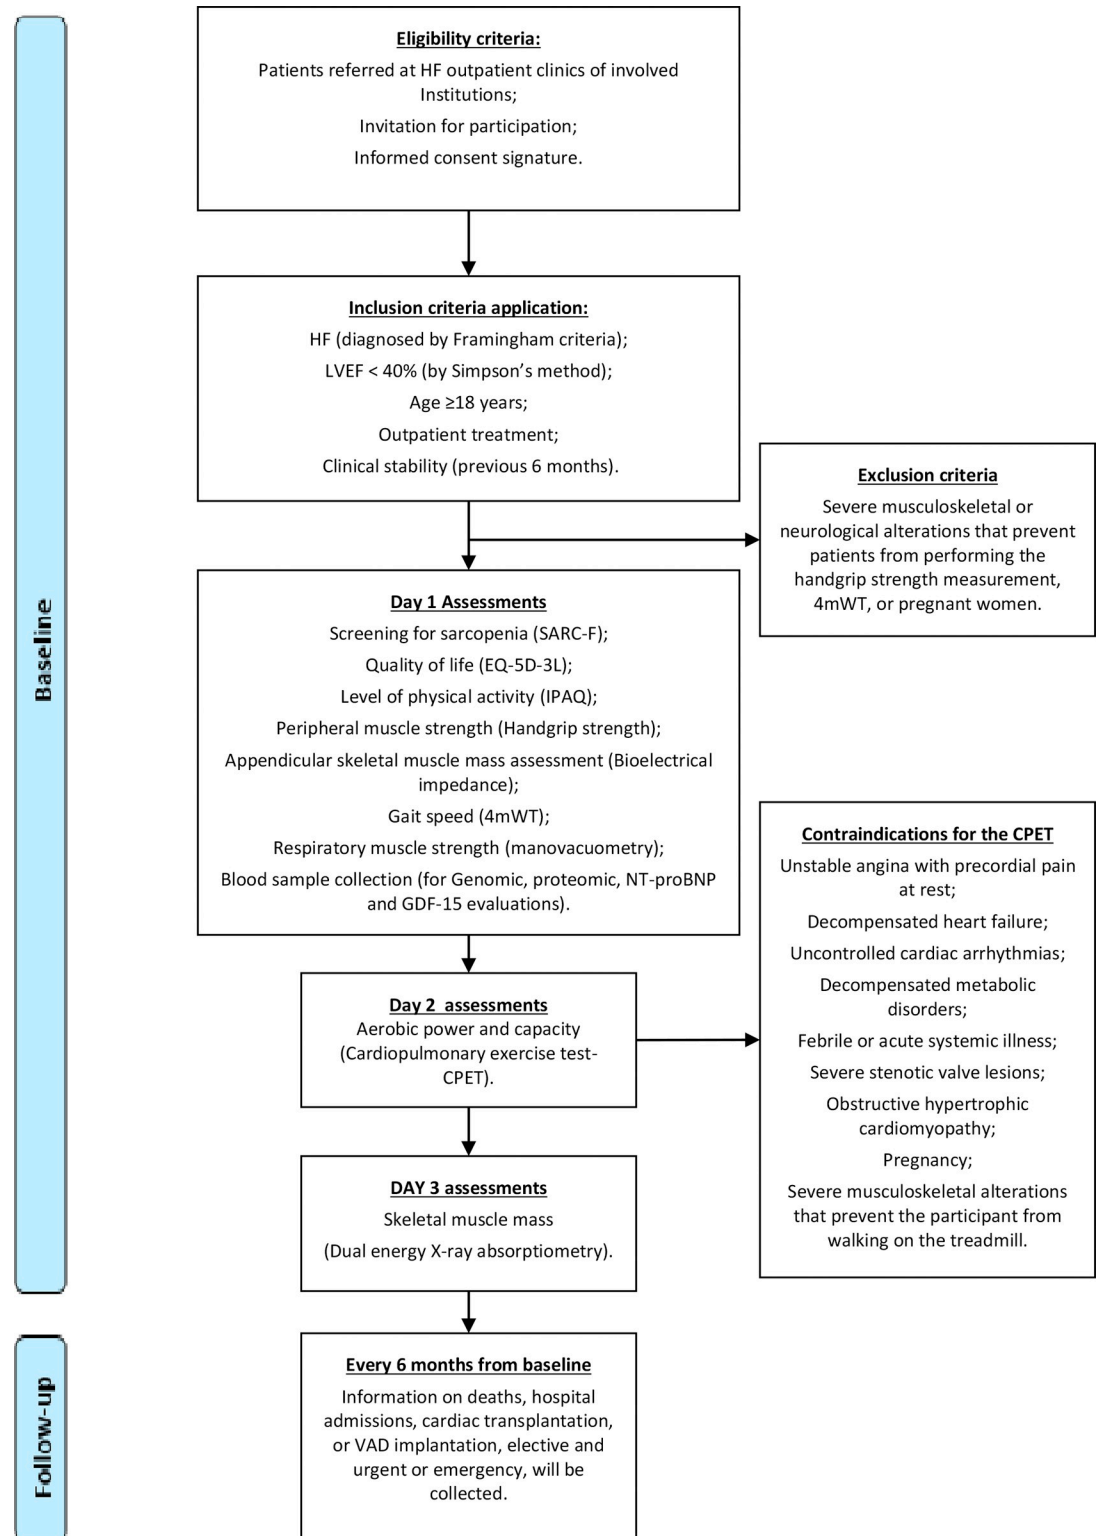 Baseline
Eligibility criteria:
Patients referred at HF outpatient clinics of involved
Institutions;
Invitation for participation;
Informed consent signature.
Inclusion criteria application:
HF (diagnosed by Framingham criteria);
LVEF < 40% (by Simpson’s method);
Age ≥18 years;
Outpatient treatment;
Clinical stability (previous 6 months).
Exclusion criteria
Severe musculoskeletal or
neurological alterations that prevent
patients from performing the
handgrip strength measurement,
4mWT, or pregnant women.
Day 1 Assessments
Screening for sarcopenia (SARC-F);
Quality of life (EQ-5D-3L);
Level of physical activity (IPAQ);
Peripheral muscle strength (Handgrip strength);
Appendicular skeletal muscle mass assessment (Bioelectrical
impedance);
Gait speed (4mWT);
Respiratory muscle strength (manovacuometry);
Blood sample collection (for Genomic, proteomic, NT-proBNP
and GDF-15 evaluations).
Day 2  assessments
Aerobic power and capacity
(Cardiopulmonary exercise test-
CPET).
Contraindications for the CPET
Unstable angina with precordial pain
at rest;
Decompensated heart failure;
Uncontrolled cardiac arrhythmias;
Decompensated metabolic
disorders;
Febrile or acute systemic illness;
Severe stenotic valve lesions;
Obstructive hypertrophic
cardiomyopathy;
Pregnancy;
Severe musculoskeletal alterations
that prevent the participant from
walking on the treadmill.
DAY 3 assessments
Skeletal muscle mass
(Dual energy X-ray absorptiometry).
Follow-up
Every 6 months from baseline
Information on deaths, hospital
admissions, cardiac transplantation,
or VAD implantation, elective and
urgent or emergency, will be
collected.